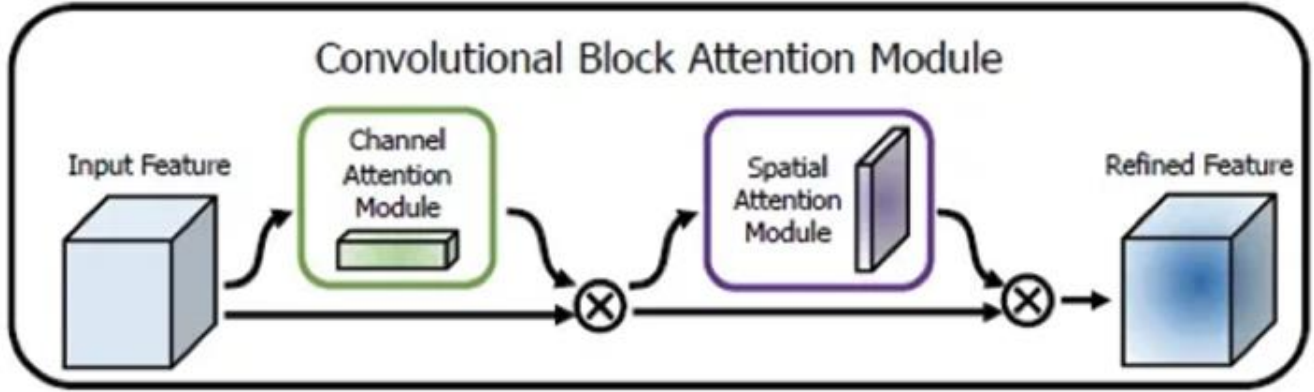 Convolutional Block Attention Module
Input Feature
Channel
Attention
Module
Spatial
Attention
Module
Refined Feature